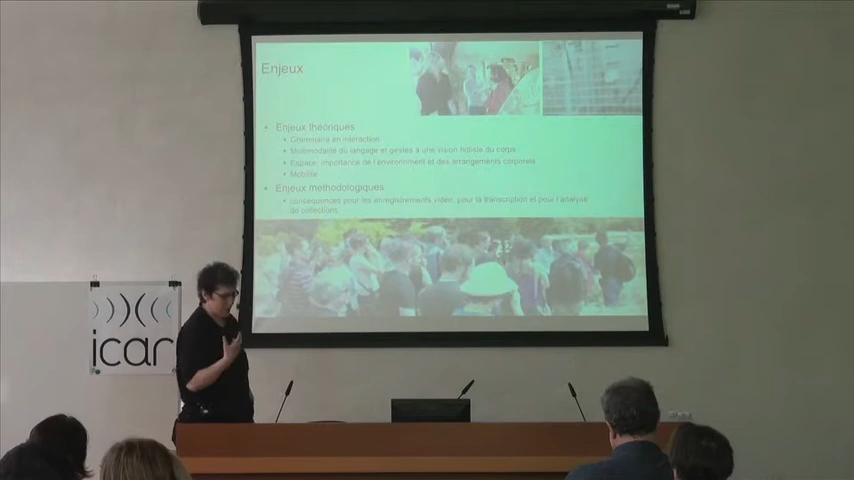 Enjeux
• Enjeux théoriques
• Grammaire en interaction
• Multimodalité du langage et gestes à une vision holiste du corps
• Espace: importance de l'environment et des arrangements corporels
• Mobilité
• Enjeux méthodologiques
• conséquences pour les enregistrements vidéo, pour la transcription et pour l'analyse
de collections
icar